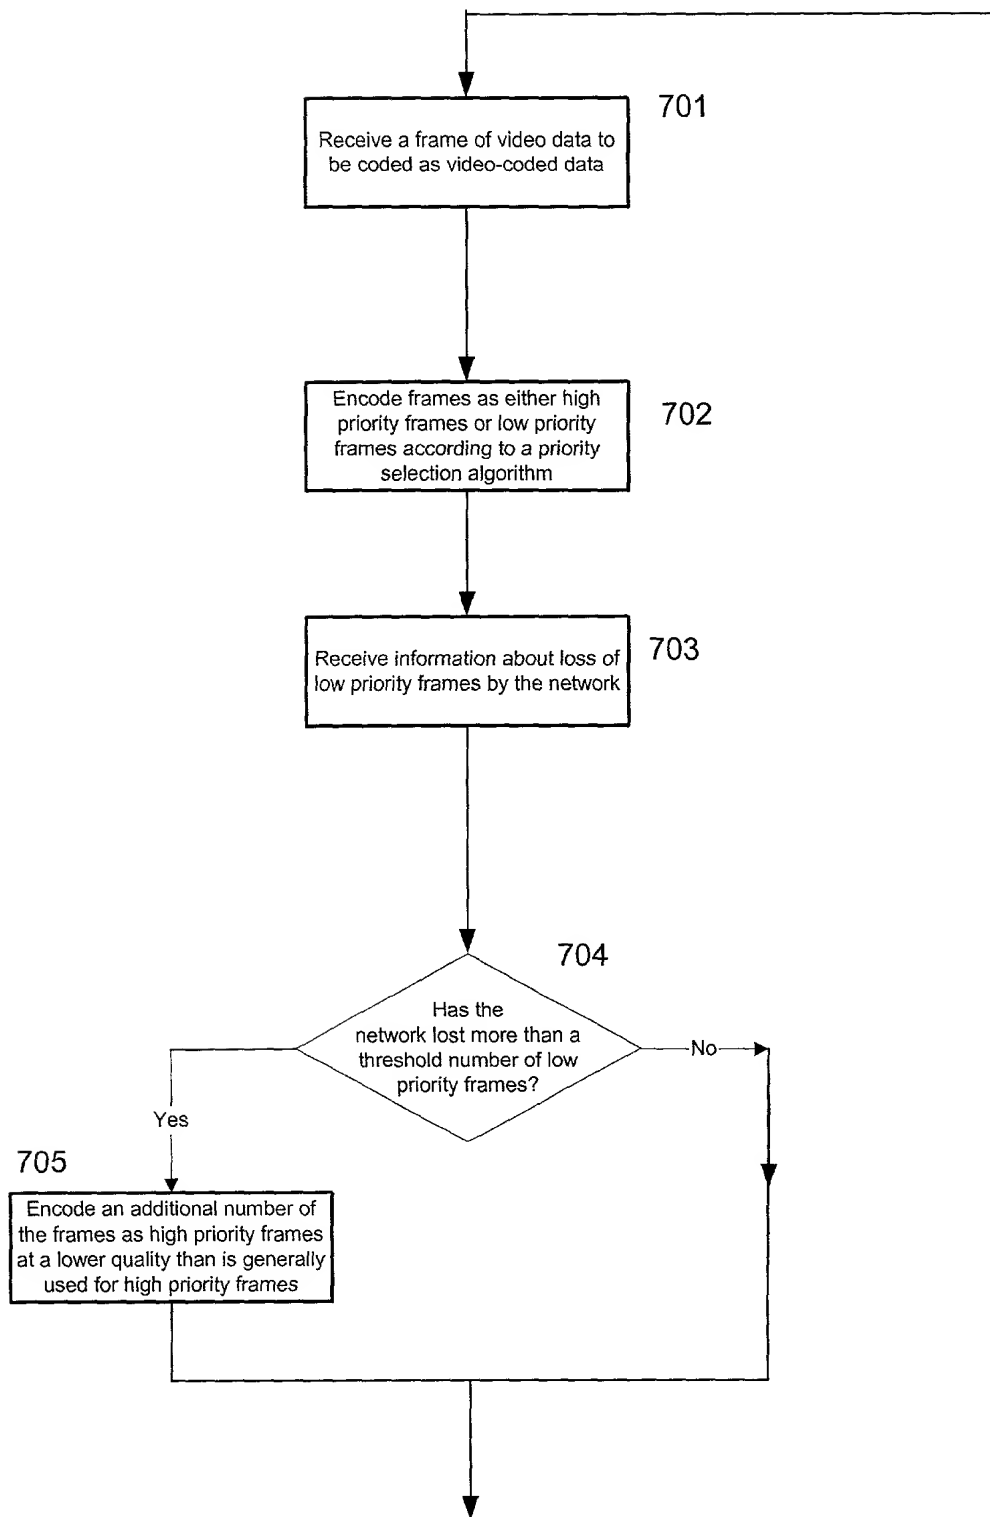 701
Receive a frame of video data to
be coded as video-coded data
702
Encode frames as either high
priority frames or low priority
frames according to a priority
selection algorithm
703
Receive information about loss of
low priority frames by the network
704
Has the
network lost more than a
threshold number of low
priority frames?
No
Yes
705
Encode an additional number of
the frames as high priority frames
at a lower quality than is generally
used for high priority frames